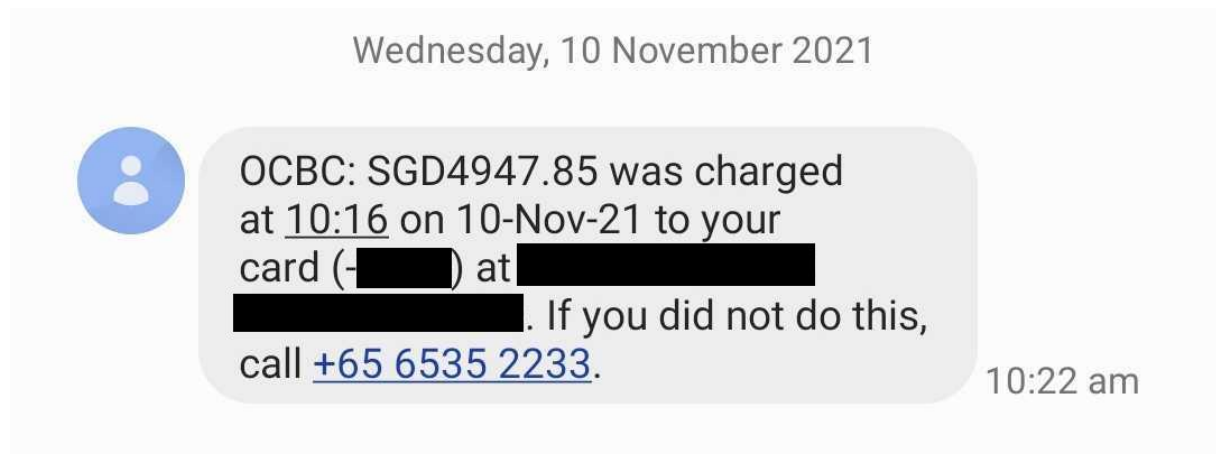 Wednesday, 10 November 2021
OCBC: SGD4947.85 was charged
at 10:16 on 10-Nov-21 to your
card (-) at
. If you did not do this,
call +65 6535 2233.
10:22 am